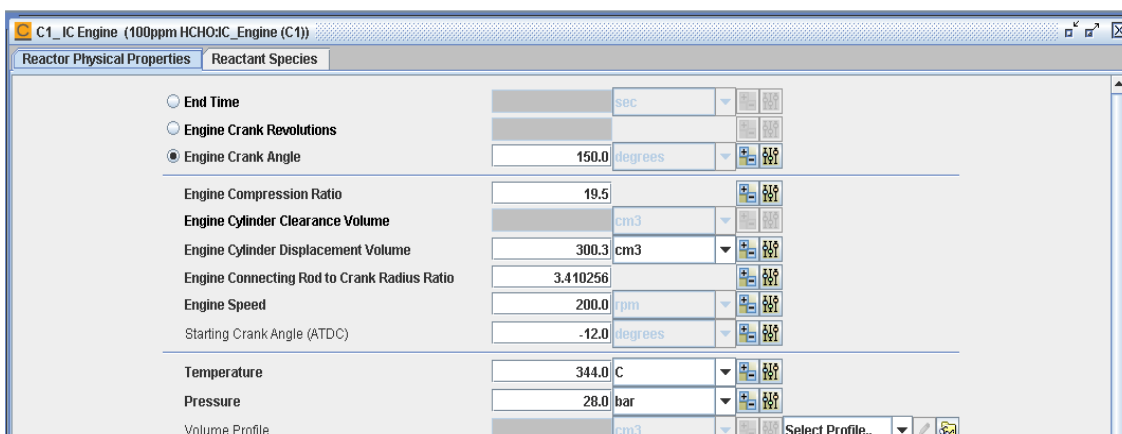 C1_ IC Engine (100ppm HCHO:IC_Engine (C1))
Reactor Physical Properties Reactant Species
End Time sec
Engine Crank Revolutions
Engine Crank Angle 150.0 degrees
Engine Compression Ratio 19.5
Engine Cylinder Clearance Volume cm3
Engine Cylinder Displacement Volume 300.3 cm3
Engine Connecting Rod to Crank Radius Ratio 3.410256
Engine Speed 200.0 rpm
Starting Crank Angle (ATDC) -12.0 degrees
Temperature 344.0 C
Pressure 28.0 bar
Volume Profile cm3 Select Profile..